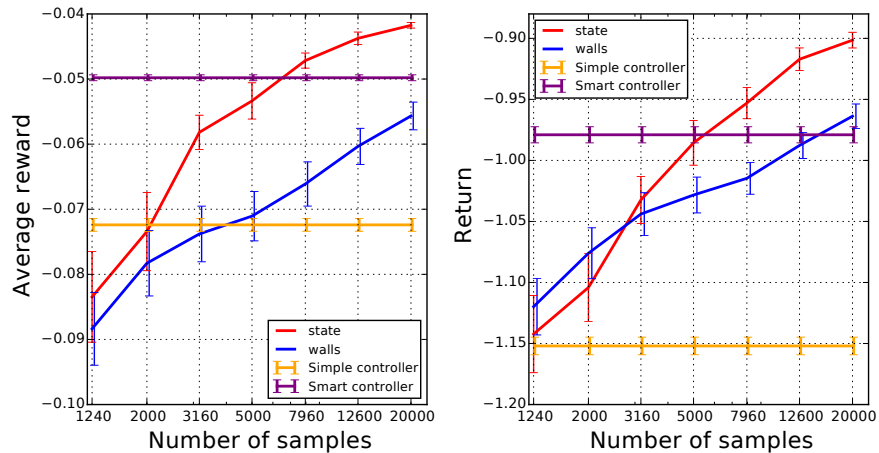 −0.04
−0.05
−0.06
−0.07
−0.08
−0.09
−0.10
Average reward
1240 2000 3160 5000 7960 12600 20000
Number of samples
state
walls
Simple controller
Smart controller
−0.90
−0.95
−1.00
−1.05
−1.10
−1.15
−1.20
Return
1240 2000 3160 5000 7960 12600 20000
Number of samples
state
walls
Simple controller
Smart controller